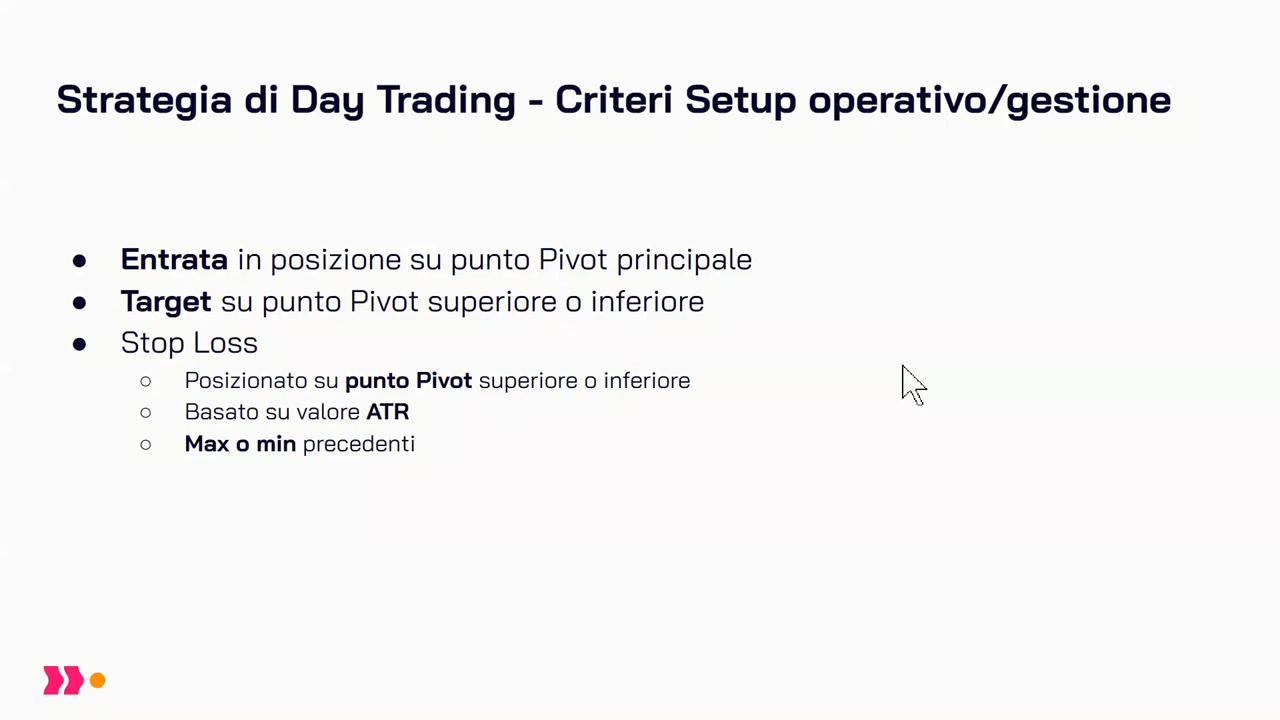 Strategia di Day Trading - Criteri Setup operativo/gestione
● Entrata in posizione su punto Pivot principale
● Target su punto Pivot superiore o inferiore
● Stop Loss
○ Posizionato su punto Pivot superiore o inferiore
○ Basato su valore ATR
○ Max o min precedenti